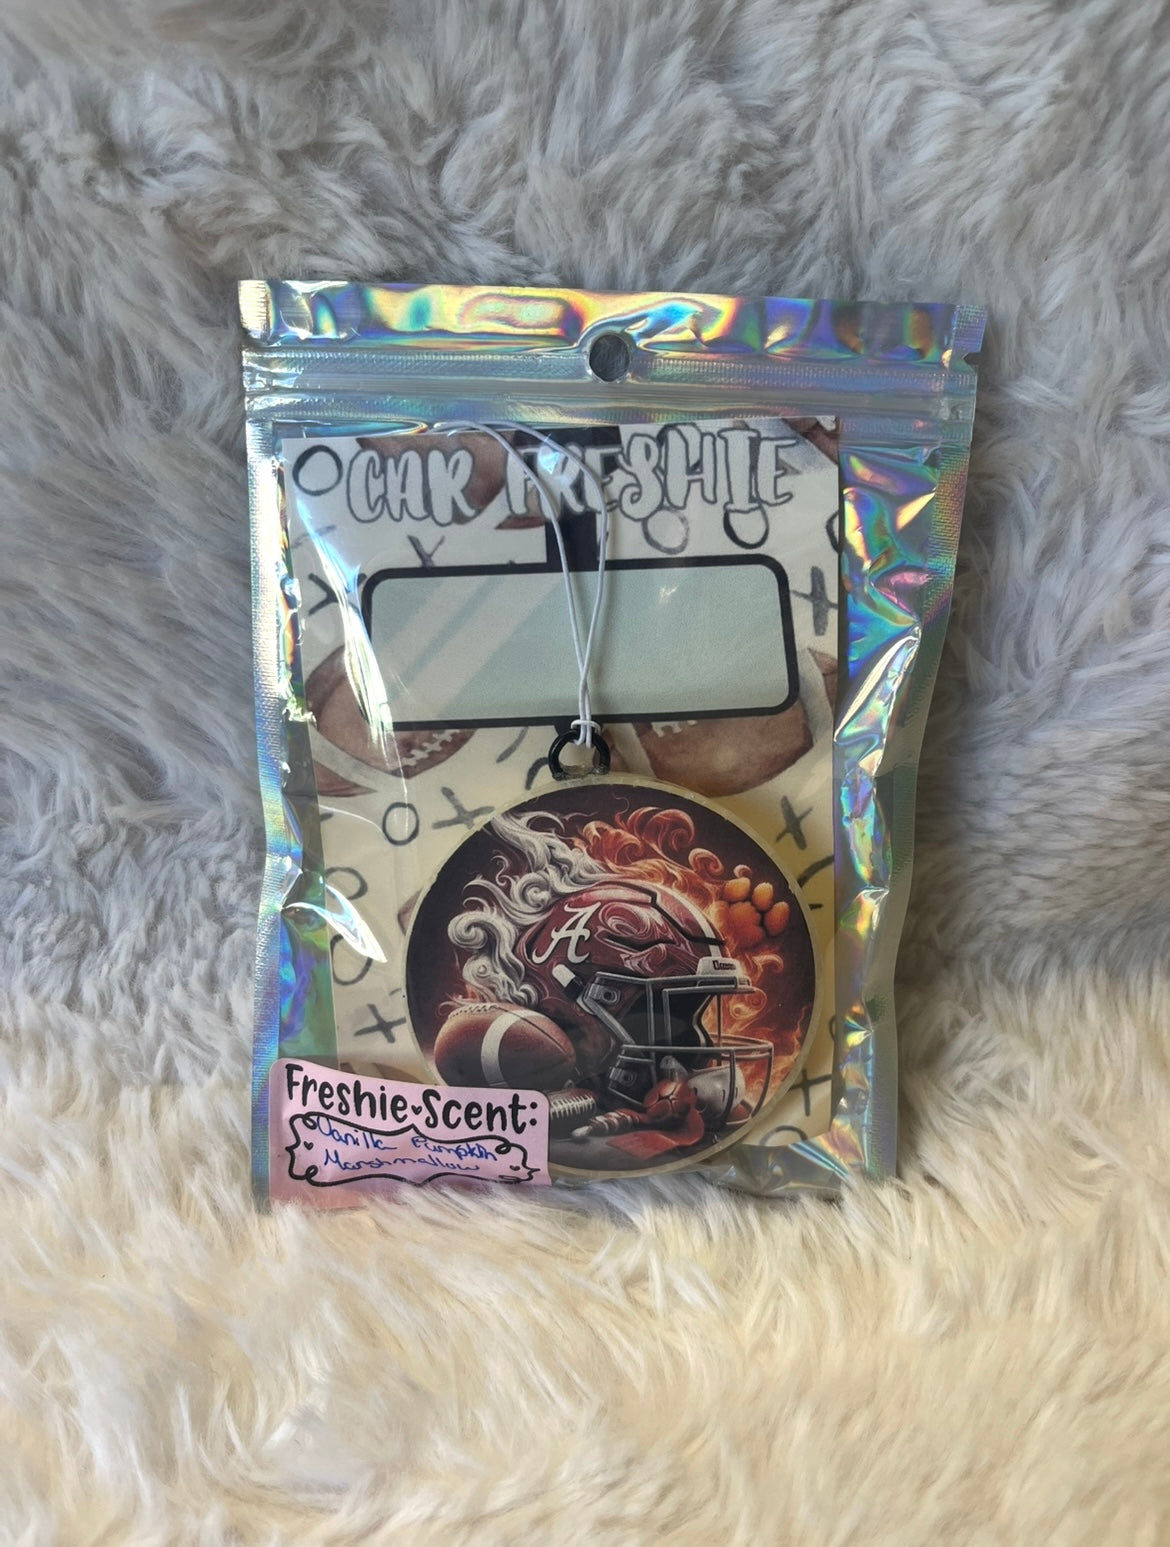 CAR FRESHIE
A
Freshie Scent:
Vanilla Pumpkin
Marshmallow